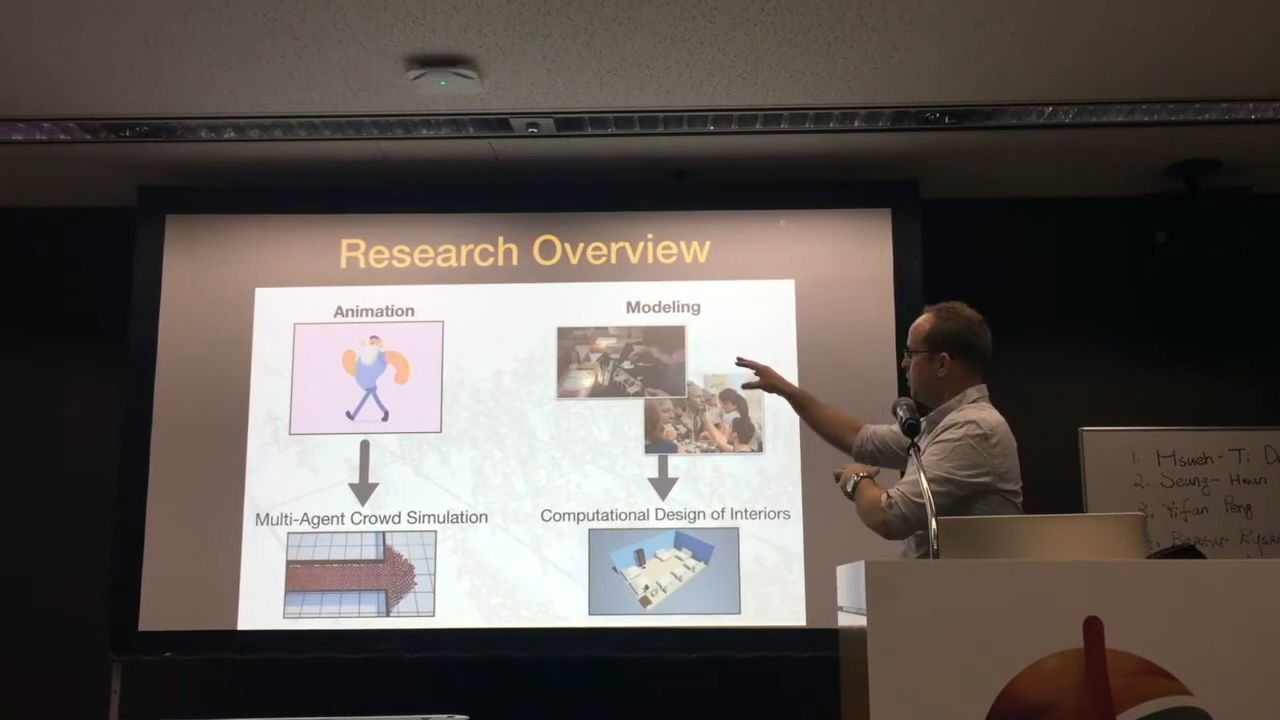 Research Overview
Animation
Modeling
Multi-Agent Crowd Simulation
Computational Design of Interiors
1. Hsueh-Ti
2. Seung-Hwan
3. Yifan Peng